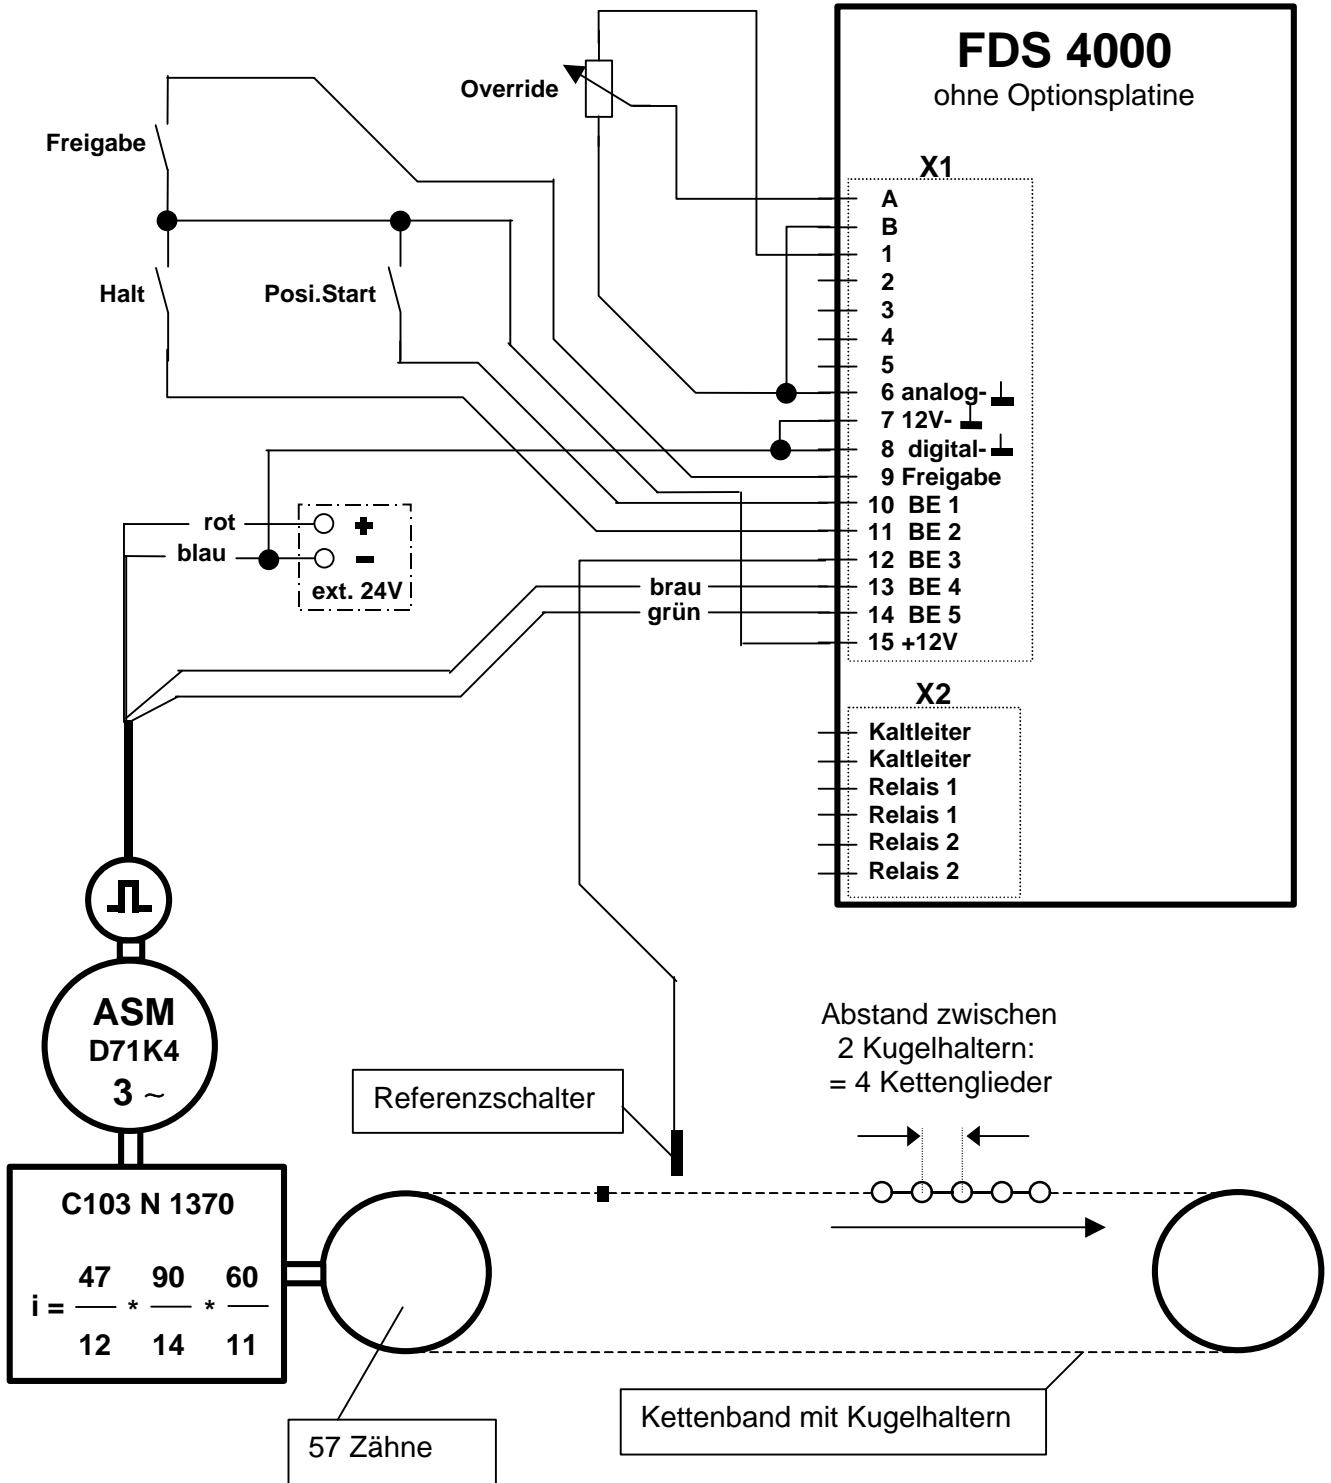 FDS 4000
ohne Optionsplatine
Override
Freigabe
Halt
Posi.Start
X1
A
B
1
2
3
4
5
6 analog-
7 12V-
8 digital-
9 Freigabe
10 BE 1
11 BE 2
12 BE 3
13 BE 4
14 BE 5
15 +12V
rot
+
blau
-
ext. 24V
brau
grün
X2
Kaltleiter
Kaltleiter
Relais 1
Relais 1
Relais 2
Relais 2
ASM
D71K4
3 ~
Abstand zwischen
2 Kugelhaltern:
= 4 Kettenglieder
Referenzschalter
C103 N 1370
47 90 60
i = * *
12 14 11
57 Zähne
Kettenband mit Kugelhaltern